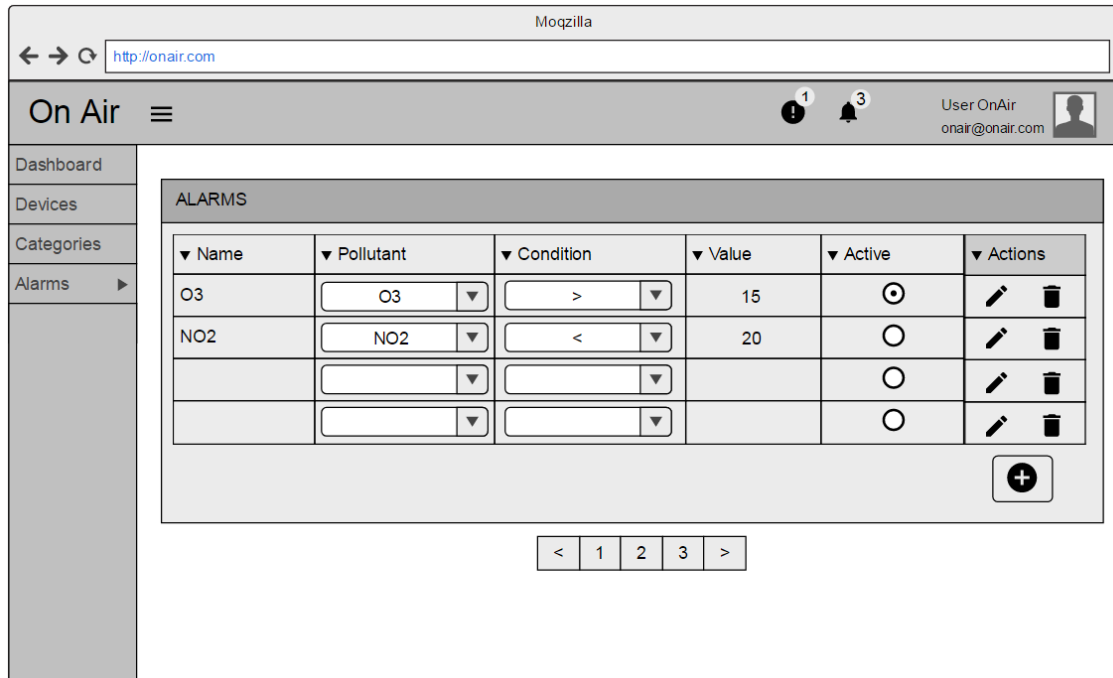 Moqzilla
http://onair.com
On Air
1
3
User OnAir
onair@onair.com
Dashboard
Devices
Categories
Alarms
ALARMS
Name Pollutant Condition Value Active Actions
O3 O3 > 15
NO2 NO2 < 20
< 1 2 3 >